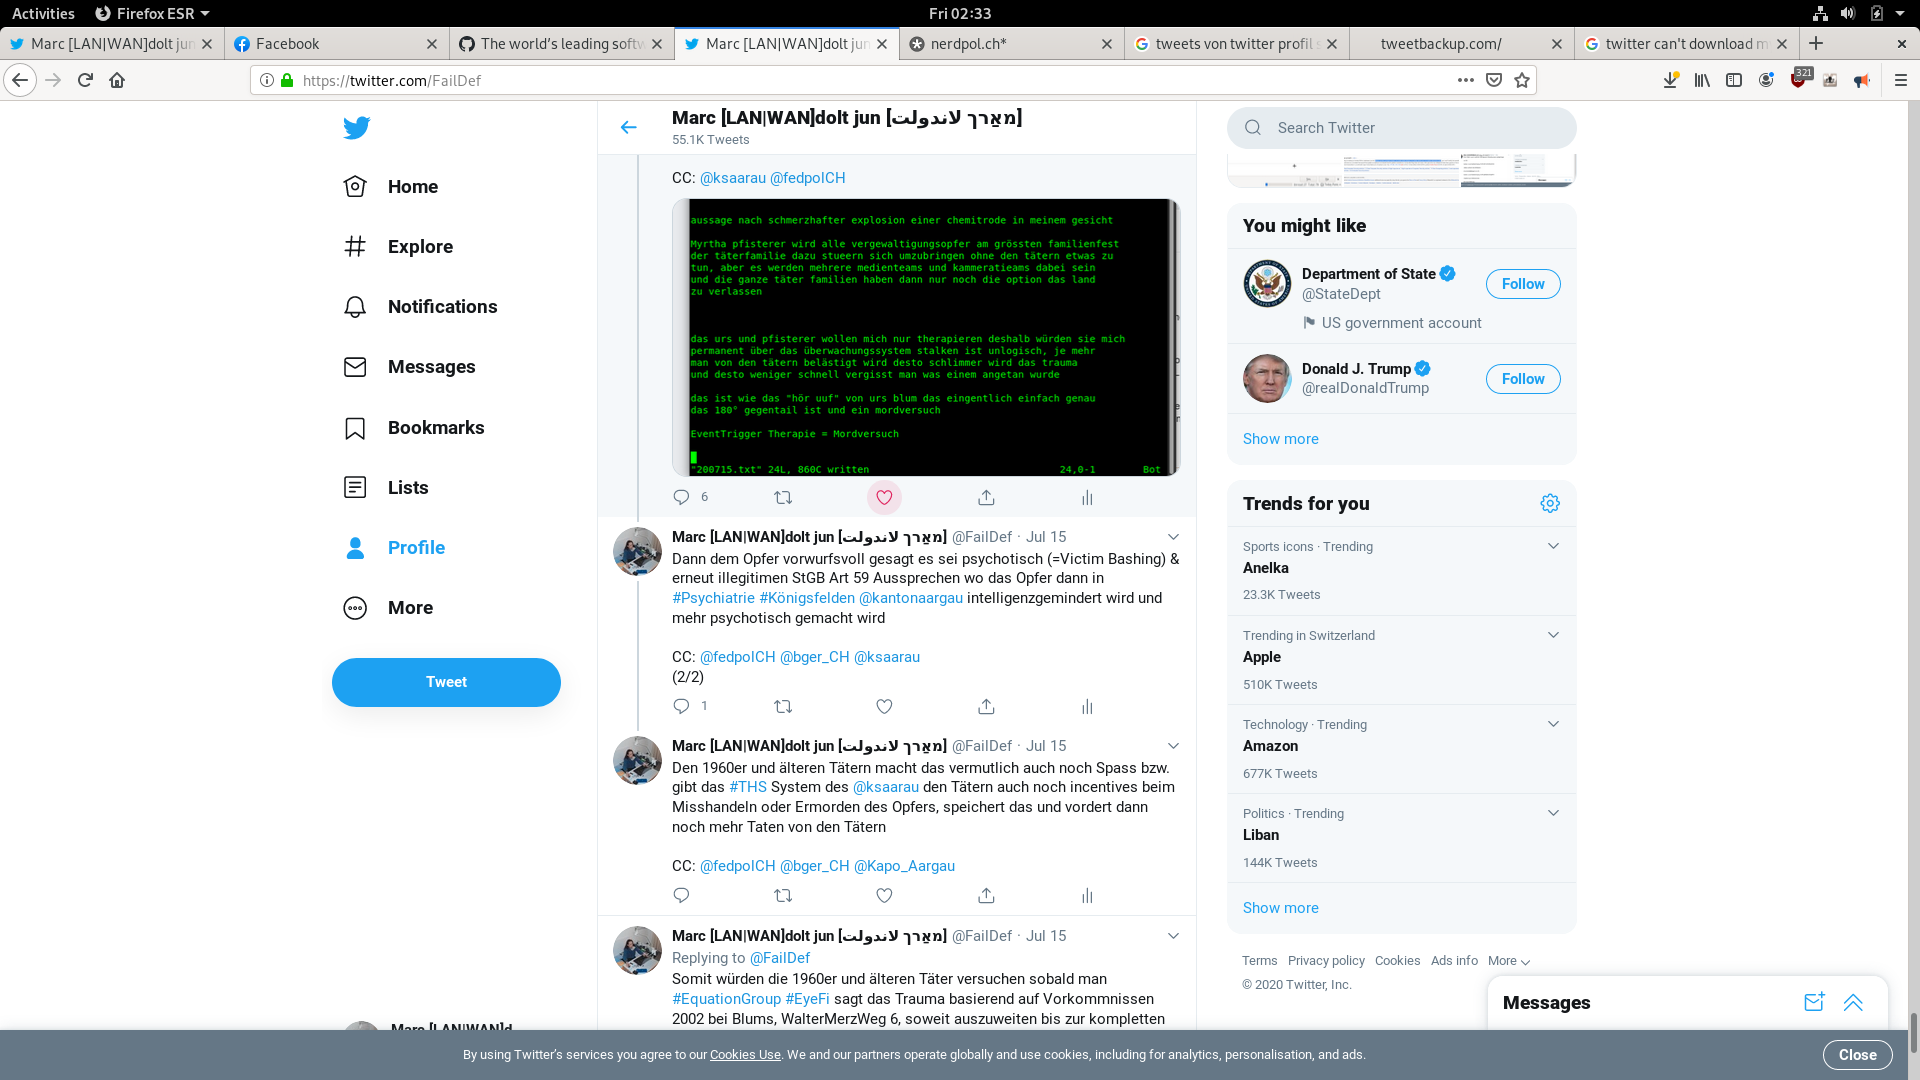 Activities
Firefox ESR
Fri 02:33
Marc [LAN|WAN]dolt jun
Facebook
The world's leading softw
Marc [LAN|WAN]dolt jun
nerdpol.ch*
tweets von twitter profil s
tweetbackup.com/
twitter can't download m
https://twitter.com/FailDef
321
Home
Explore
Notifications
Messages
Bookmarks
Lists
Profile
More
Tweet
Marc [LAN|WAN]dolt jun [מאַרך לאנדולת]
55.1K Tweets
CC: @ksaarau @fedpolCH
aussage nach schmerzhafter explosion einer chemitrode in meinem gesicht
Myrtha pfisterer wird alle vergewaltigungsopfer am grössten familienfest
der täterfamilie dazu stueern sich umzubringen ohne den tätern etwas zu
tun, aber es werden mehrere medienteams und kammeratieams dabei sein
und die ganze täter familien haben dann nur noch die option das land
zu verlassen
das urs und pfisterer wollen mich nur therapieren deshalb würden sie mich
permanent über das überwachungssystem stalken ist unlogisch, je mehr
man von den tätern belästigt wird desto schlimmer wird das trauma
und desto weniger schnell vergisst man was einem angetan wurde
das ist wie das "hör uuf" von urs blum das eingentlich einfach genau
das 180° gegentail ist und ein mordversuch
EventTrigger Therapie = Mordversuch
"200715.txt" 24L, 860C written 24,0-1 Bot
6
Marc [LAN|WAN]dolt jun [מאַרך לאנדולת] @FailDef · Jul 15
Dann dem Opfer vorwurfsvoll gesagt es sei psychotisch (=Victim Bashing) &
erneut illegitimen StGB Art 59 Aussprechen wo das Opfer dann in
#Psychiatrie #Königsfelden @kantonaargau intelligenzgemindert wird und
mehr psychotisch gemacht wird
CC: @fedpolCH @bger_CH @ksaarau
(2/2)
1
Marc [LAN|WAN]dolt jun [מאַרך לאנדולת] @FailDef · Jul 15
Den 1960er und älteren Tätern macht das vermutlich auch noch Spass bzw.
gibt das #THS System des @ksaarau den Tätern auch noch incentives beim
Misshandeln oder Ermorden des Opfers, speichert das und vordert dann
noch mehr Taten von den Tätern
CC: @fedpolCH @bger_CH @Kapo_Aargau
Marc [LAN|WAN]dolt jun [מאַרך לאנדולת] @FailDef · Jul 15
Replying to @FailDef
Somit würden die 1960er und älteren Täter versuchen sobald man
#EquationGroup #EyeFi sagt das Trauma basierend auf Vorkommnissen
2002 bei Blums, WalterMerzWeg 6, soweit auszuweiten bis zur kompletten
Search Twitter
You might like
Department of State
@StateDept
US government account
Follow
Donald J. Trump
@realDonaldTrump
Follow
Show more
Trends for you
Sports icons · Trending
Anelka
23.3K Tweets
Trending in Switzerland
Apple
510K Tweets
Technology · Trending
Amazon
677K Tweets
Politics · Trending
Liban
144K Tweets
Show more
Terms Privacy policy Cookies Ads info More
© 2020 Twitter, Inc.
Messages
Marc [LAN|WAN]d
By using Twitter's services you agree to our Cookies Use. We and our partners operate globally and use cookies, including for analytics, personalisation, and ads.
Close